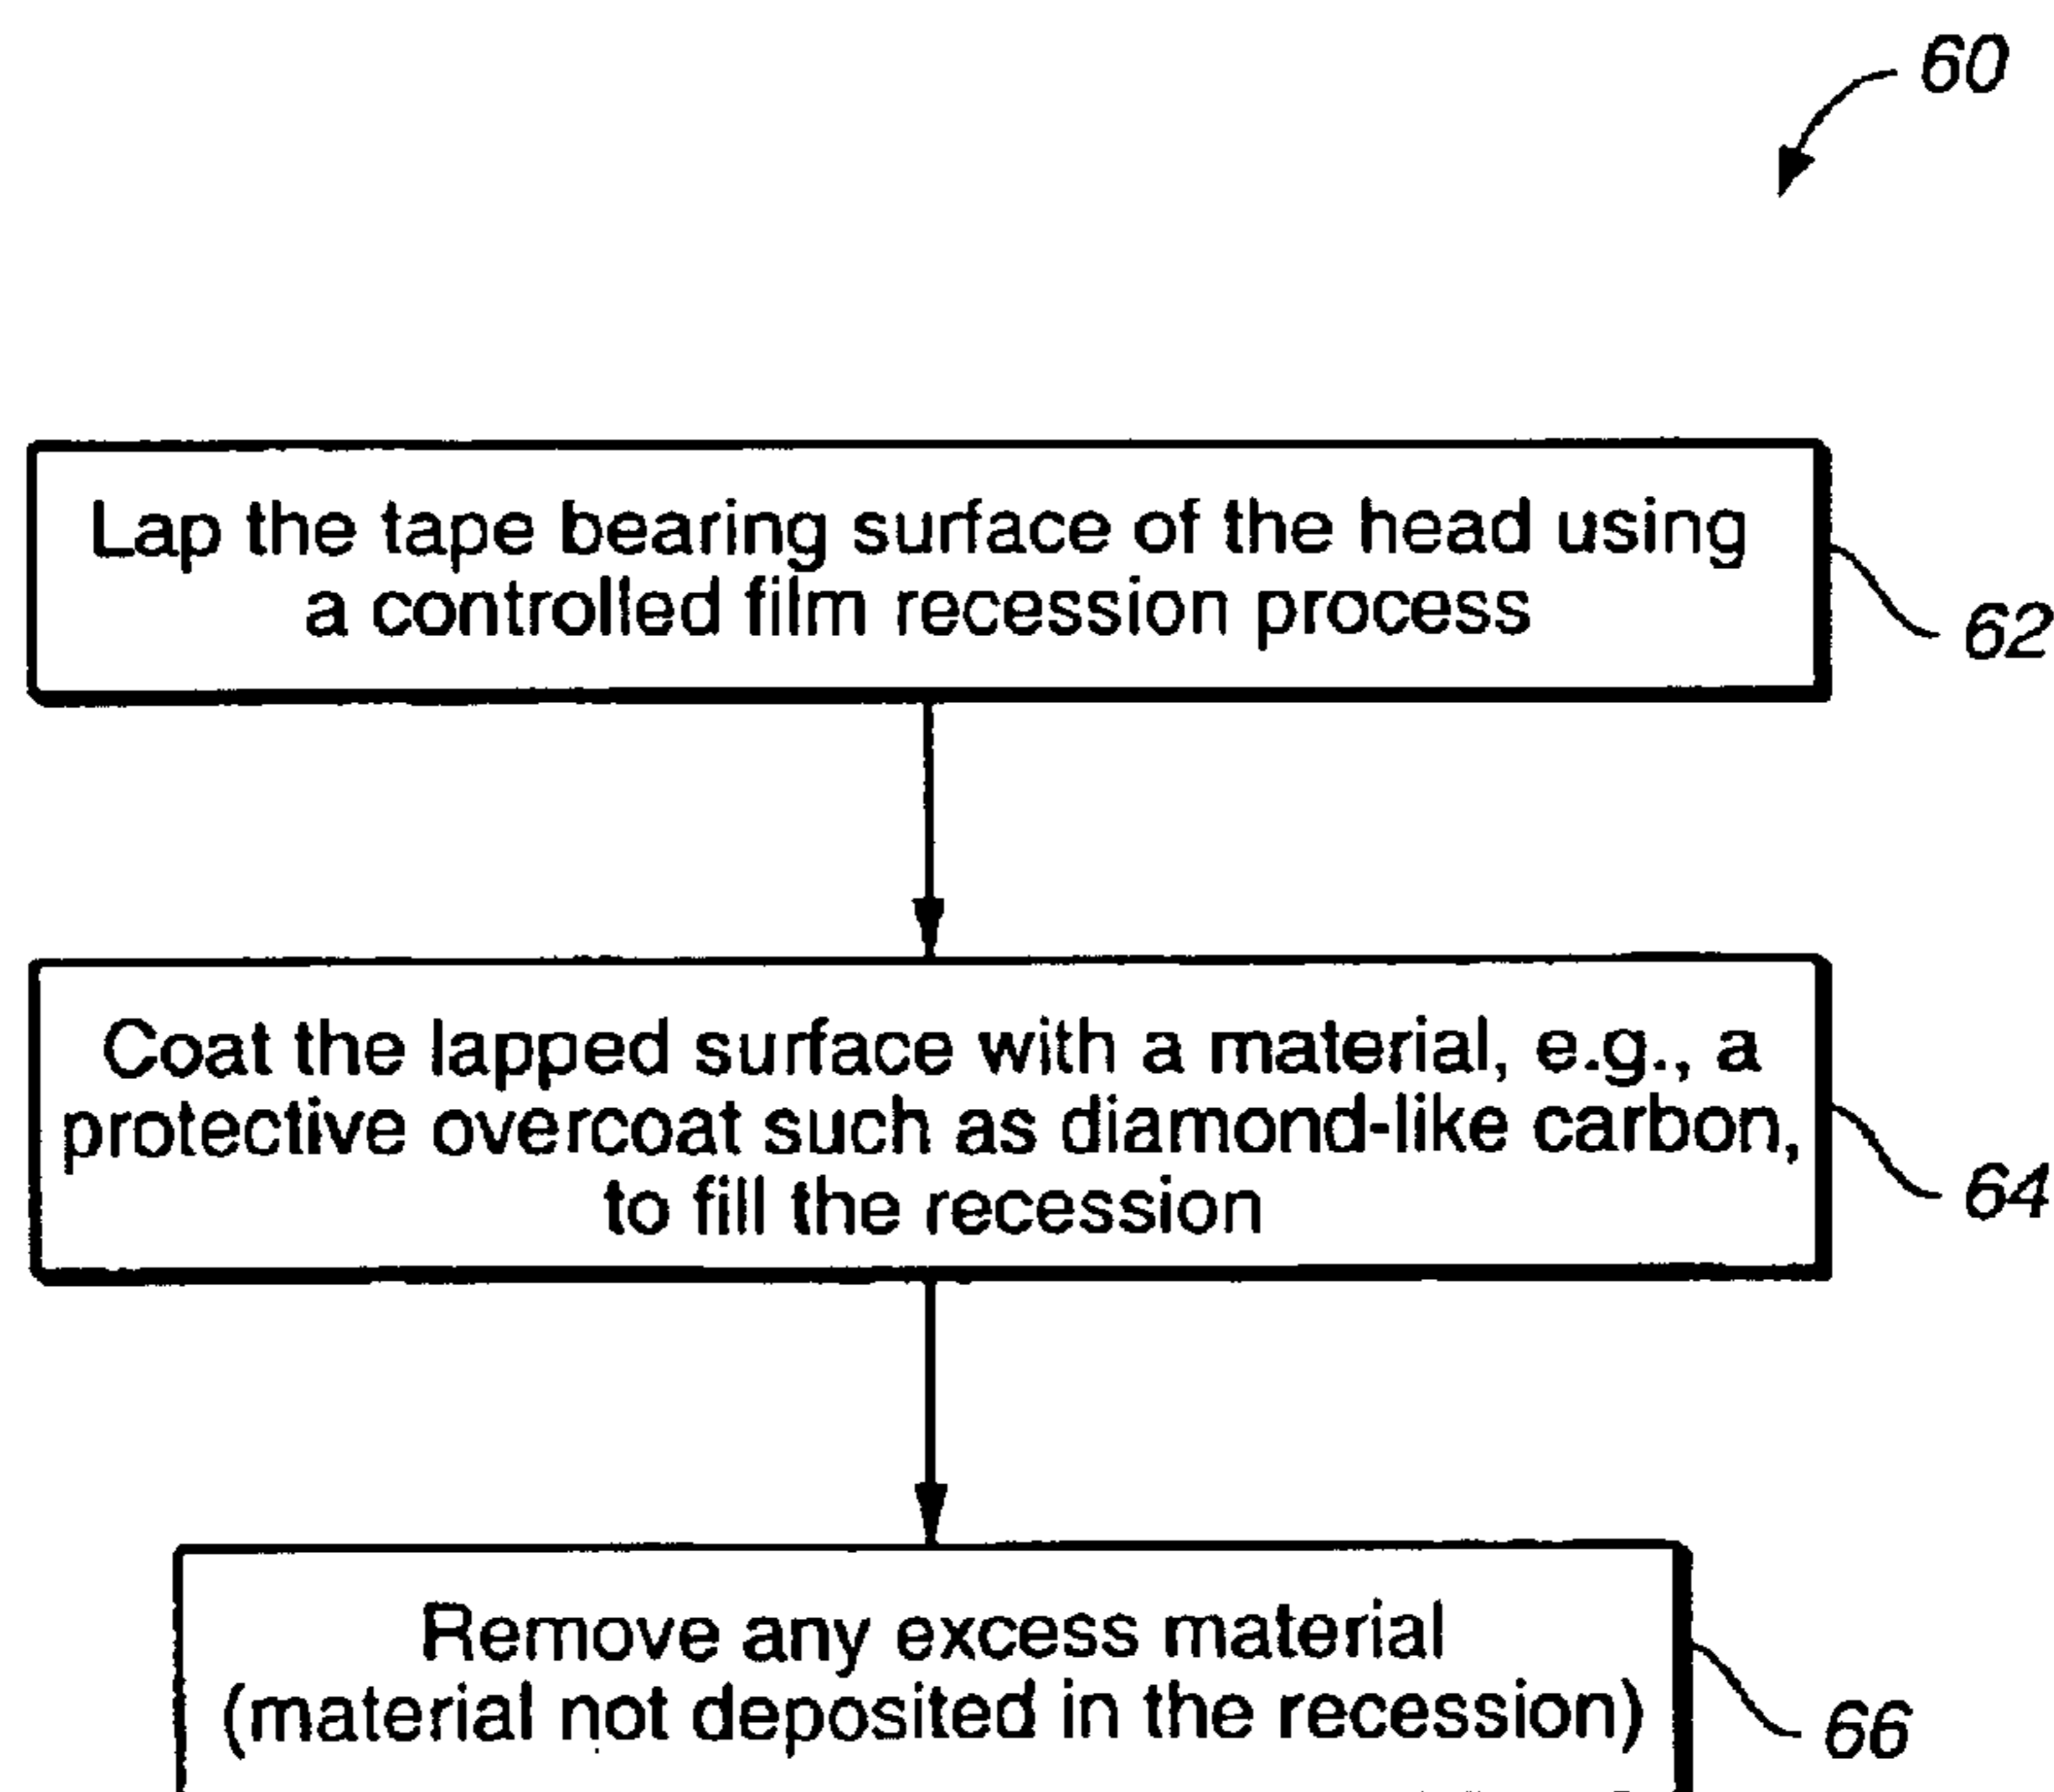 60
Lap the tape bearing surface of the head using
a controlled film recession process
62
Coat the lapped surface with a material, e.g., a
protective overcoat such as diamond-like carbon,
to fill the recession
64
Remove any excess material
(material not deposited in the recession)
66